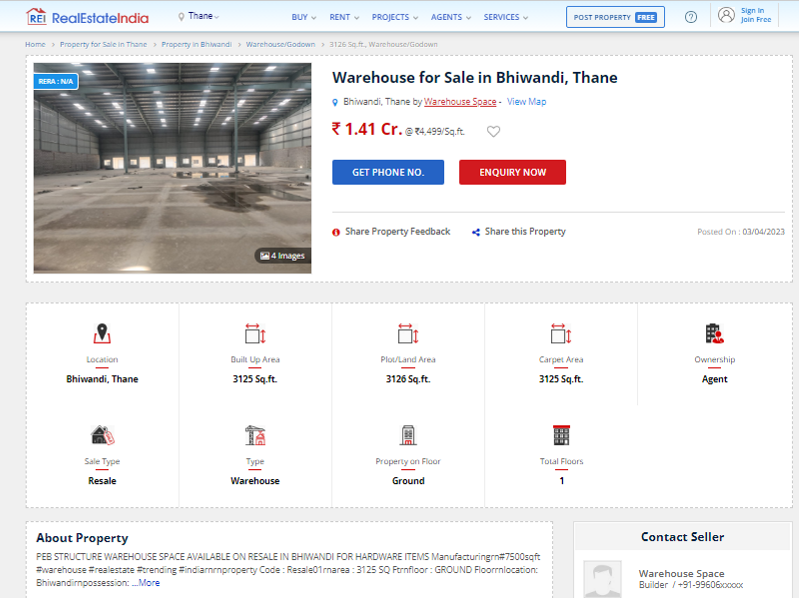 REI RealEstateIndia
Thane
BUY RENT PROJECTS AGENTS SERVICES
POST PROPERTY FREE
?
Sign In
Join Free
Home > Property for Sale in Thane > Property in Bhiwandi > Warehouse/Godown > 3126 Sq.ft., Warehouse/Godown
RERA : N/A
4 Images
Warehouse for Sale in Bhiwandi, Thane
Bhiwandi, Thane by Warehouse Space - View Map
₹ 1.41 Cr. @ ₹4,499/Sq.ft.
GET PHONE NO. ENQUIRY NOW
Share Property Feedback Share this Property Posted On : 03/04/2023
Location Built Up Area Plot/Land Area Carpet Area Ownership
Bhiwandi, Thane 3125 Sq.ft. 3126 Sq.ft. 3125 Sq.ft. Agent
Sale Type Type Property on Floor Total Floors
Resale Warehouse Ground 1
About Property
PEB STRUCTURE WAREHOUSE SPACE AVAILABLE ON RESALE IN BHIWANDI FOR HARDWARE ITEMS Manufacturingrn#7500sqft
#warehouse #realestate #trending #indiarnrnproperty Code : Resale01rnarea : 3125 SQ Ftrnfloor : GROUND Floorrnlocation:
Bhiwandirnpossession: ...More
Contact Seller
Warehouse Space
Builder / +91-99606xxxxx